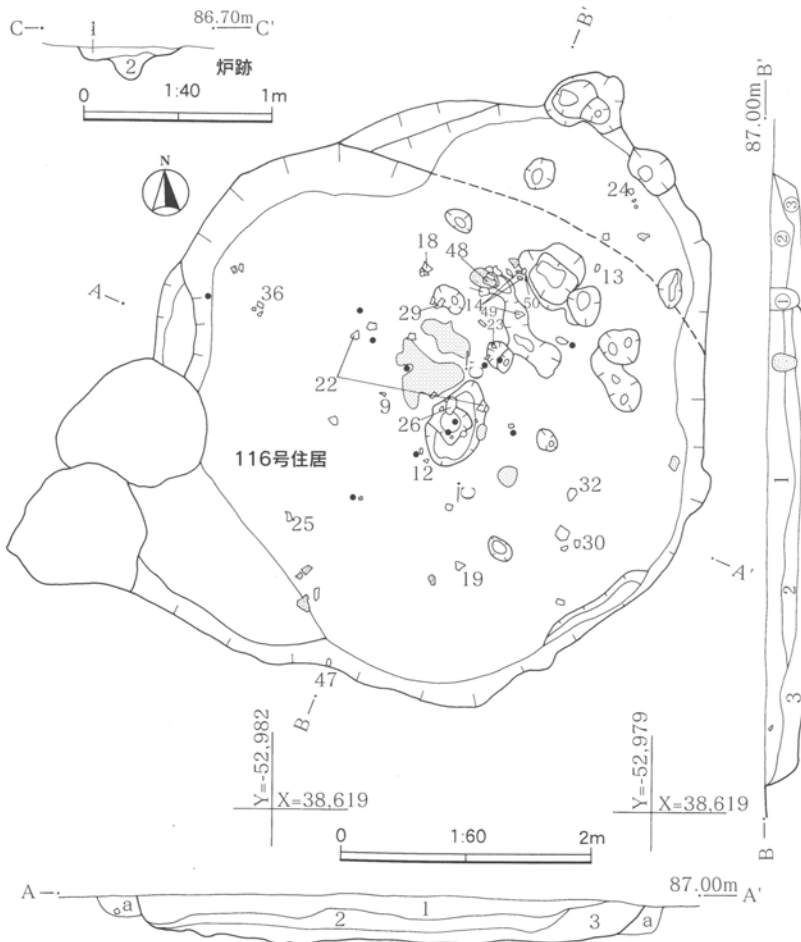 C C'
86.70m
1
2
炉跡
0 1:40 1m
N
B'
B'
87.00m
24
③
②
①
18
48
13
36
A
29
14
49
50
23
22
9
26
116号住居
12
C
32
25
30
19
A'
1
2
3
47
B
Y=-52,982
Y=-52,979
X=38,619
X=38,619
0 1:60 2m
B
A A'
87.00m
a
1
2
3
a